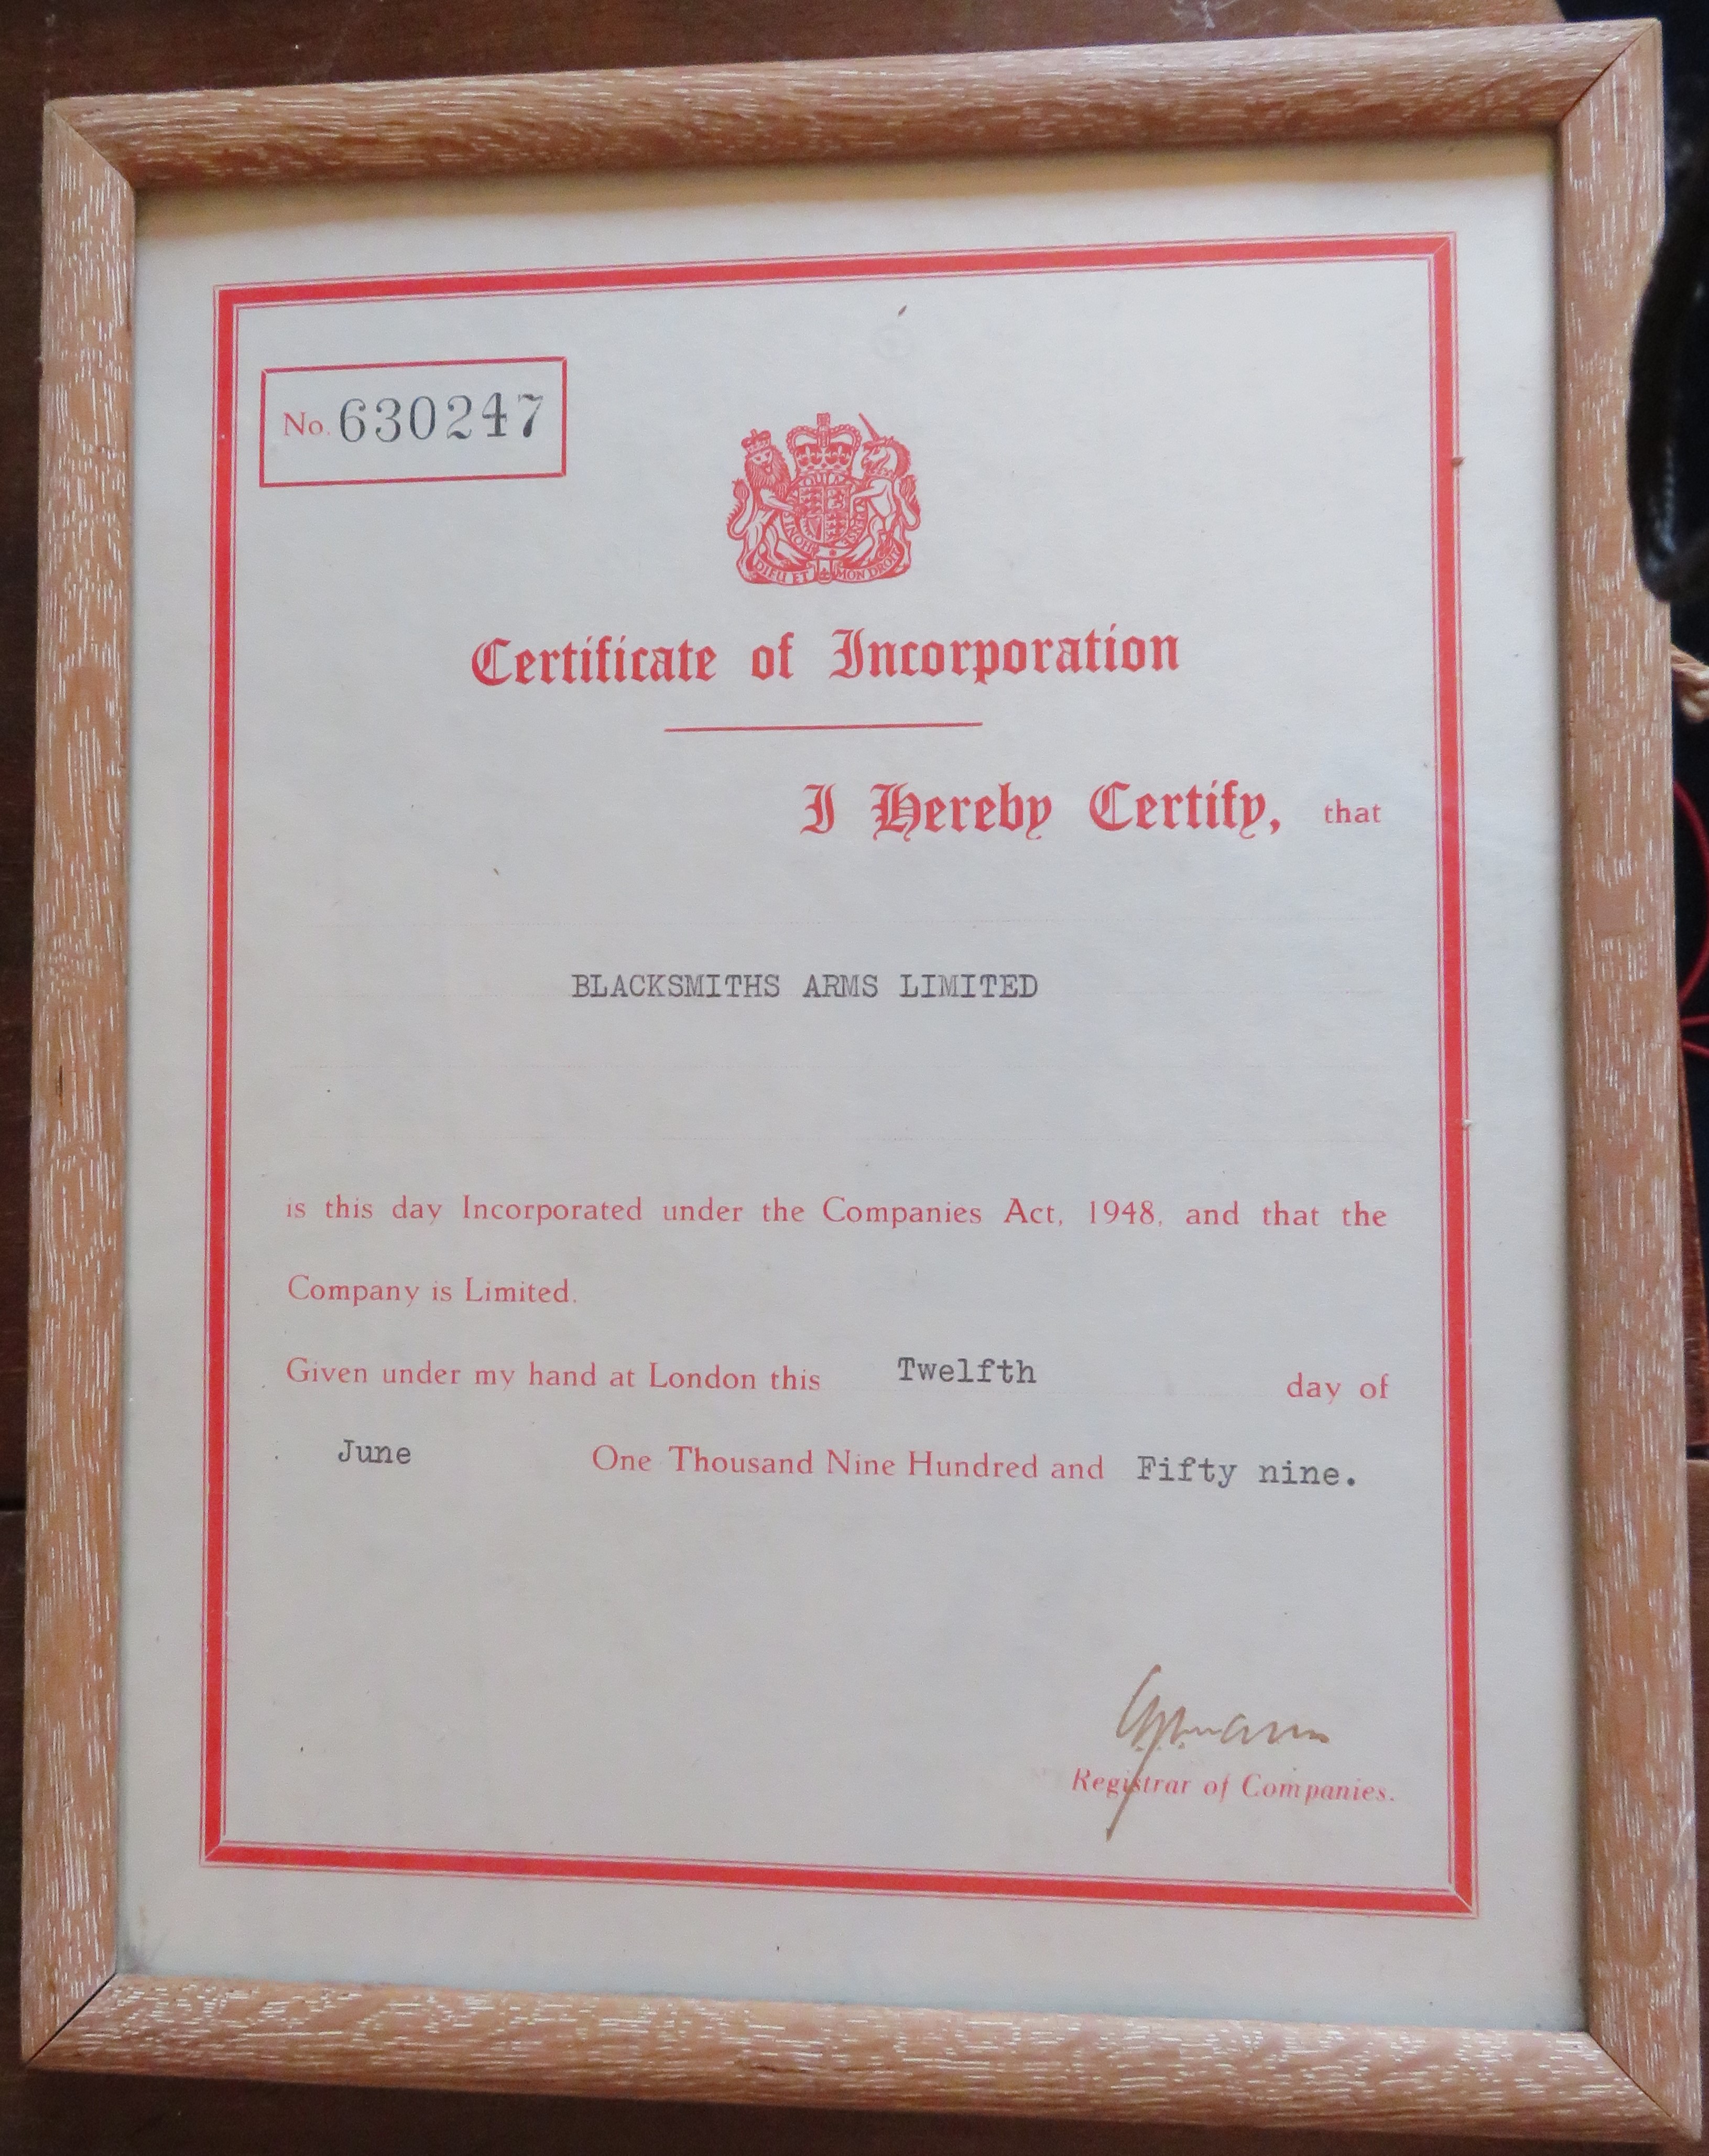 No. 630247
DIEU ET MON DROIT
Certificate of Incorporation
I Hereby Certify, that
BLACKSMITHS ARMS LIMITED
is this day Incorporated under the Companies Act, 1948, and that the
Company is Limited.
Given under my hand at London this Twelfth day of
June One Thousand Nine Hundred and Fifty nine.
Registrar of Companies.